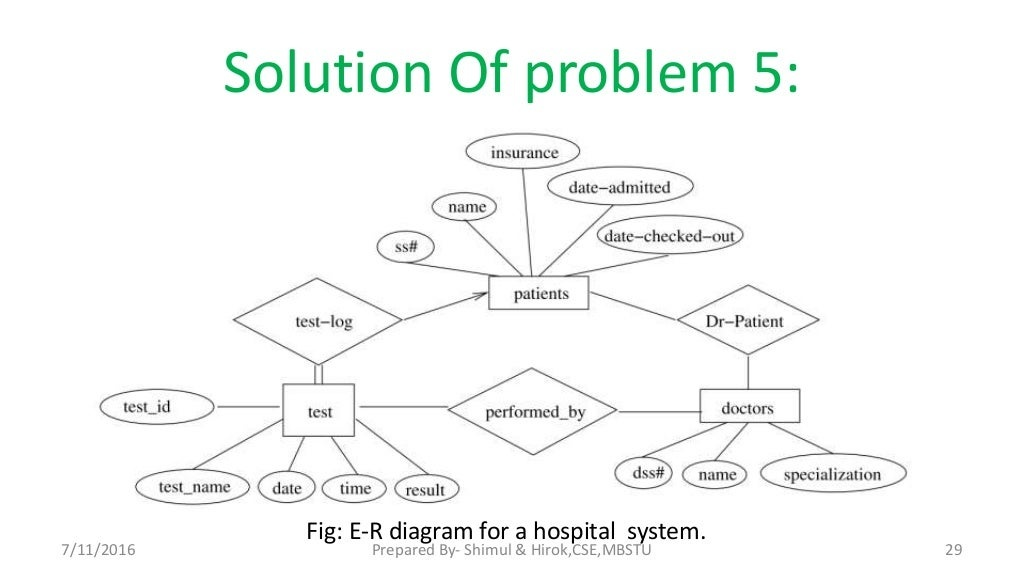 Solution Of problem 5:
insurance
date-admitted
name
date-checked-out
ss#
patients
test-log
Dr-Patient
test_id
test
performed_by
doctors
dss#
name
specialization
test_name
date
time
result
Fig: E-R diagram for a hospital system.
7/11/2016
Prepared By- Shimul & Hirok,CSE,MBSTU
29